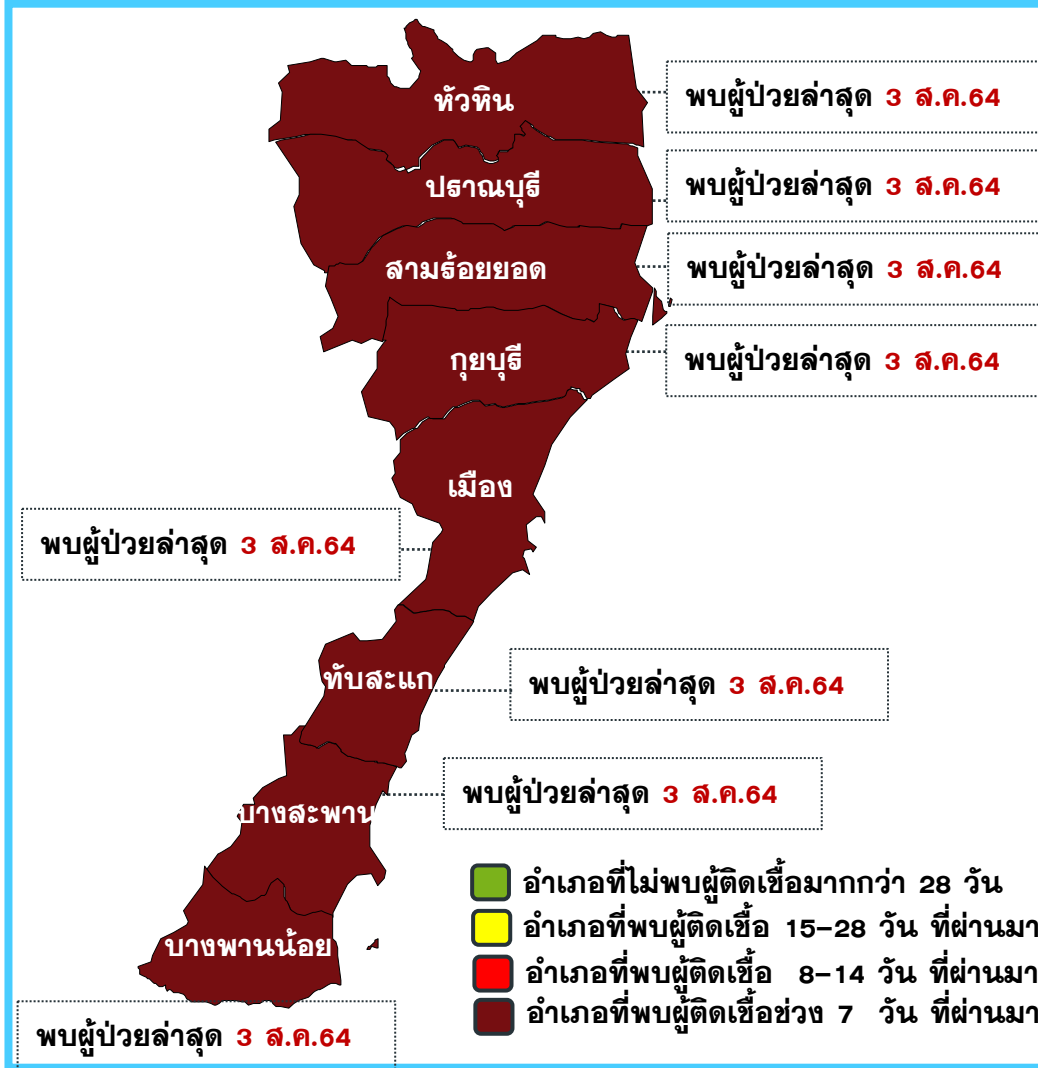 หัวหิน
พบผู้ป่วยล่าสุด 3 ส.ค.64
ปราณบุรี
พบผู้ป่วยล่าสุด 3 ส.ค.64
สามร้อยยอด
พบผู้ป่วยล่าสุด 3 ส.ค.64
กุยบุรี
พบผู้ป่วยล่าสุด 3 ส.ค.64
เมือง
พบผู้ป่วยล่าสุด 3 ส.ค.64
ทับสะแก
พบผู้ป่วยล่าสุด 3 ส.ค.64
บางสะพาน
พบผู้ป่วยล่าสุด 3 ส.ค.64
บางพานน้อย
พบผู้ป่วยล่าสุด 3 ส.ค.64
อำเภอที่ไม่พบผู้ติดเชื้อมากกว่า 28 วัน
อำเภอที่พบผู้ติดเชื้อ 15-28 วัน ที่ผ่านมา
อำเภอที่พบผู้ติดเชื้อ 8-14 วัน ที่ผ่านมา
อำเภอที่พบผู้ติดเชื้อช่วง 7 วัน ที่ผ่านมา